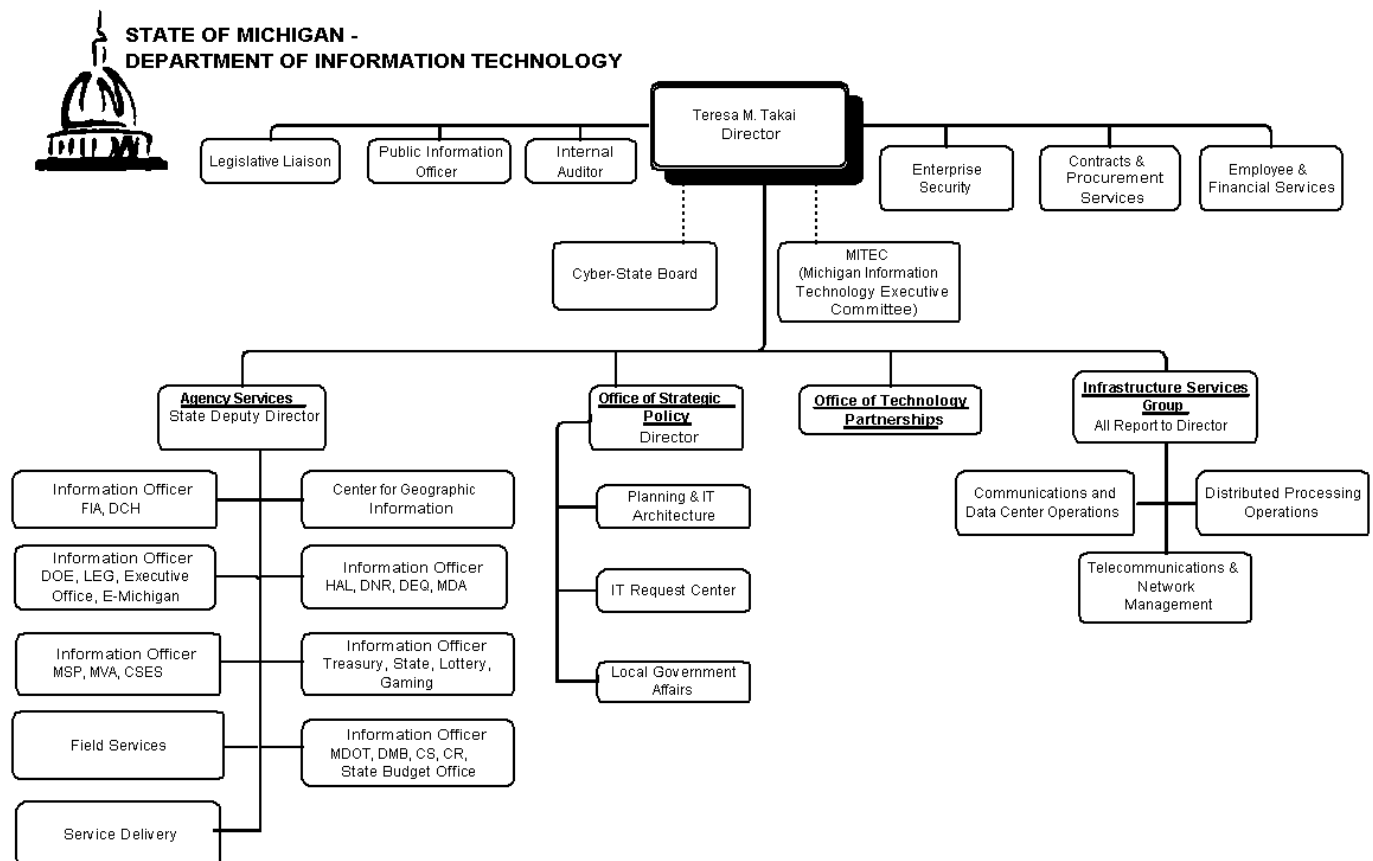 STATE OF MICHIGAN -
DEPARTMENT OF INFORMATION TECHNOLOGY
Teresa M. Takai
Director
Legislative Liaison
Public Information
Officer
Internal
Auditor
Enterprise
Security
Contracts &
Procurement
Services
Employee &
Financial Services
Cyber-State Board
MITEC
(Michigan Information
Technology Executive
Committee)
Agency Services
State Deputy Director
Office of Strategic
Policy
Director
Office of Technology
Partnerships
Infrastructure Services
Group
All Report to Director
Information Officer
FIA, DCH
Center for Geographic
Information
Information Officer
DOE, LEG, Executive
Office, E-Michigan
Information Officer
HAL, DNR, DEQ, MDA
Information Officer
MSP, MVA, CSES
Information Officer
Treasury, State, Lottery,
Gaming
Field Services
Information Officer
MDOT, DMB, CS, CR,
State Budget Office
Service Delivery
Planning & IT
Architecture
IT Request Center
Local Government
Affairs
Communications and
Data Center Operations
Distributed Processing
Operations
Telecommunications &
Network
Management